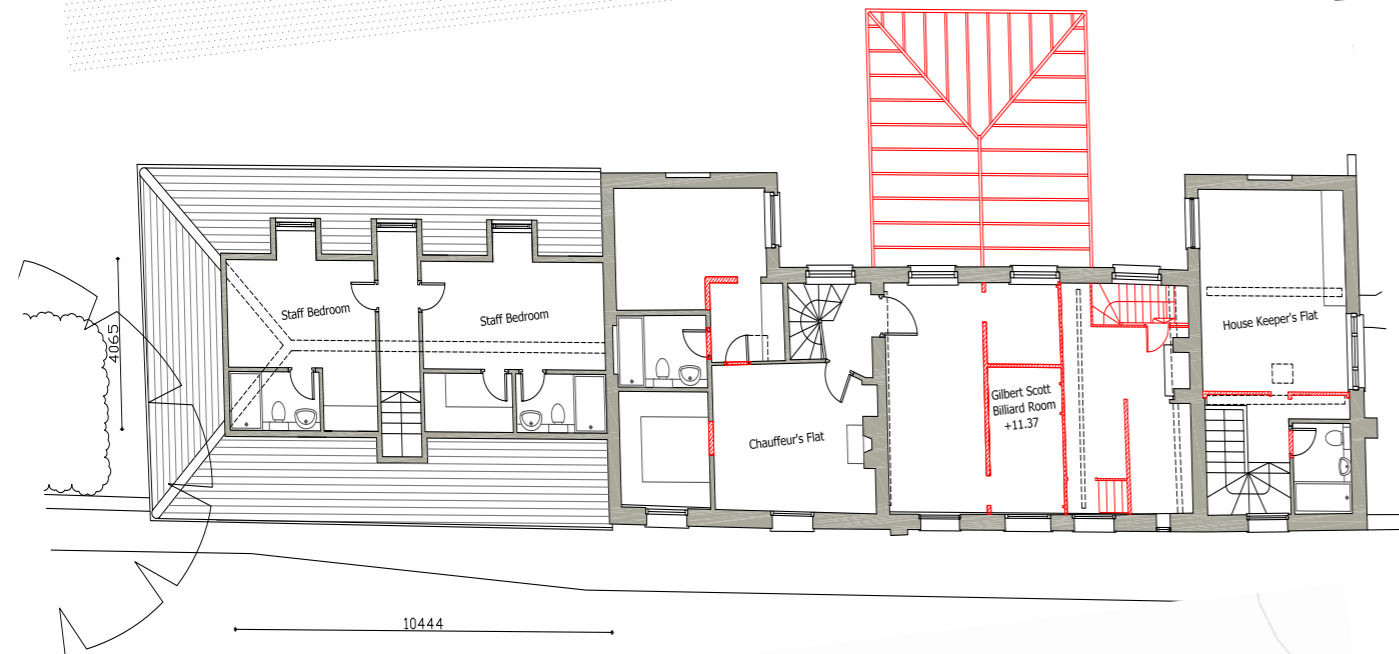 Staff Bedroom
Staff Bedroom
House Keeper's Flat
4065
Gilbert Scott
Billiard Room
+11.37
Chauffeur's Flat
10444